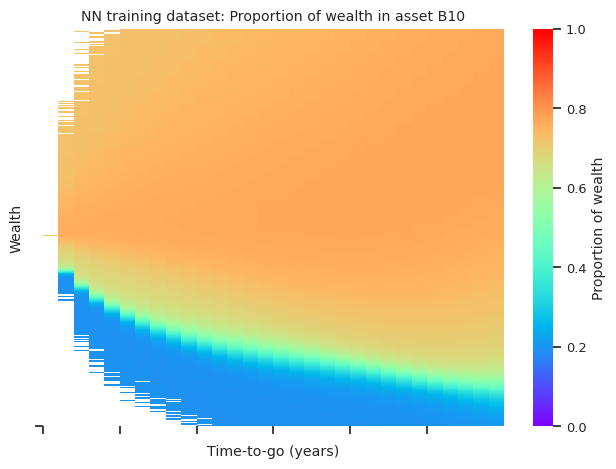 NN training dataset: Proportion of wealth in asset B10
Wealth
Time-to-go (years)
1.0
0.8
0.6
0.4
0.2
0.0
Proportion of wealth